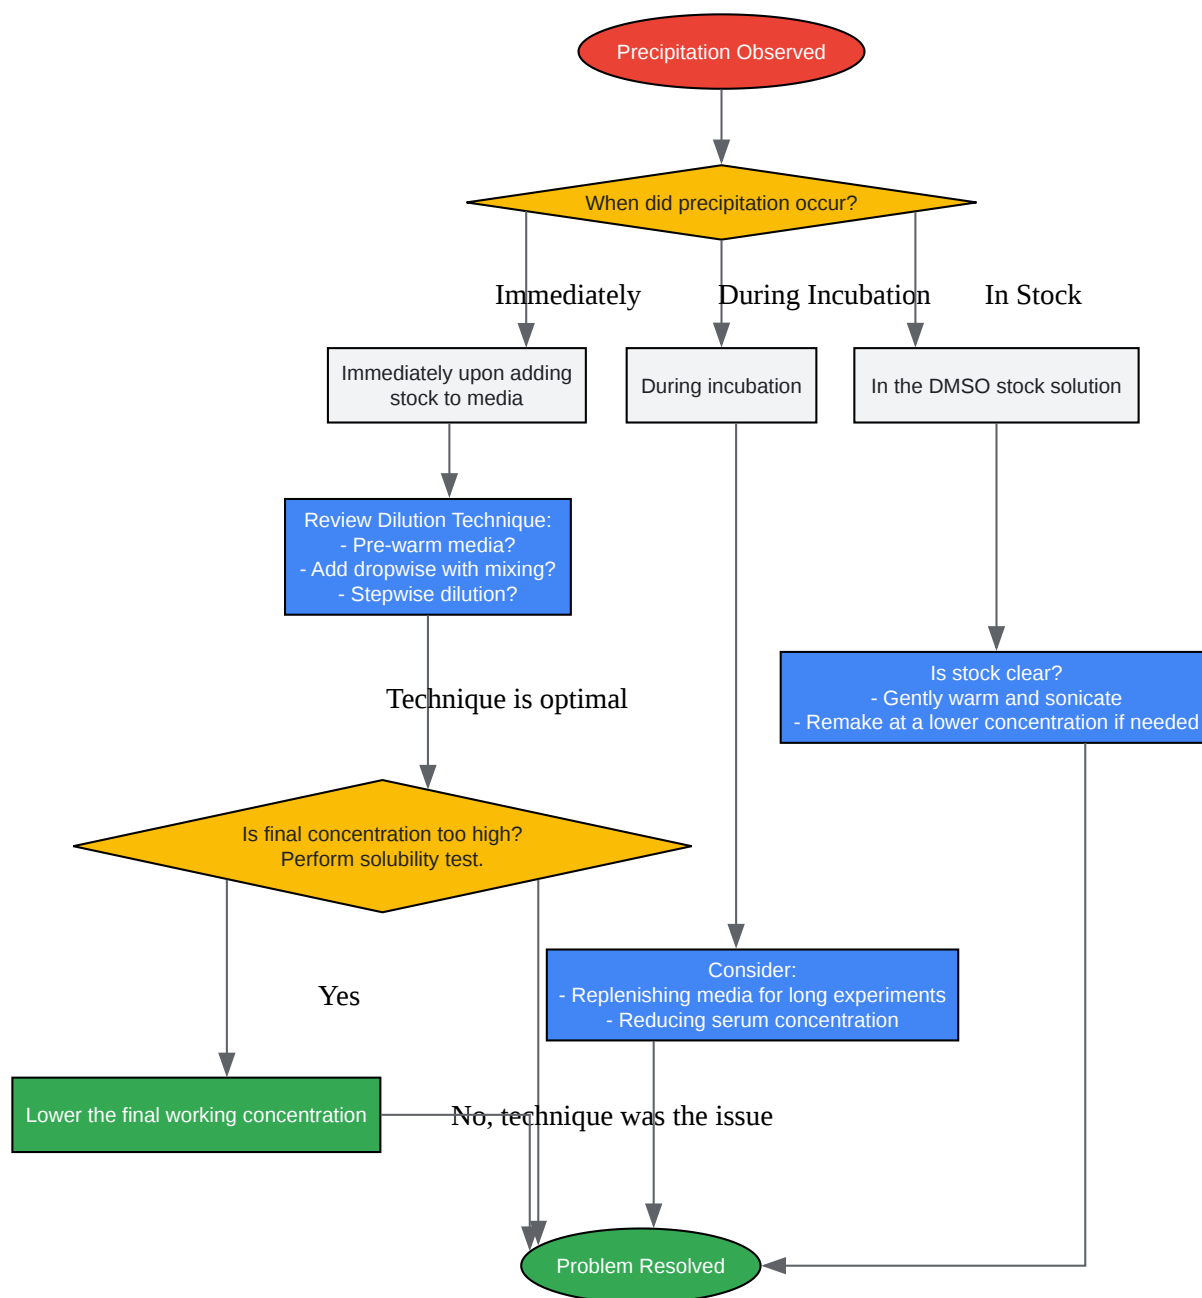 Precipitation Observed
When did precipitation occur?
Immediately
During Incubation
In Stock
Immediately upon adding
stock to media
During incubation
In the DMSO stock solution
Review Dilution Technique:
- Pre-warm media?
- Add dropwise with mixing?
- Stepwise dilution?
Is stock clear?
- Gently warm and sonicate
- Remake at a lower concentration if needed
Technique is optimal
Is final concentration too high?
Perform solubility test.
Consider:
- Replenishing media for long experiments
- Reducing serum concentration
Yes
Lower the final working concentration
No, technique was the issue
Problem Resolved